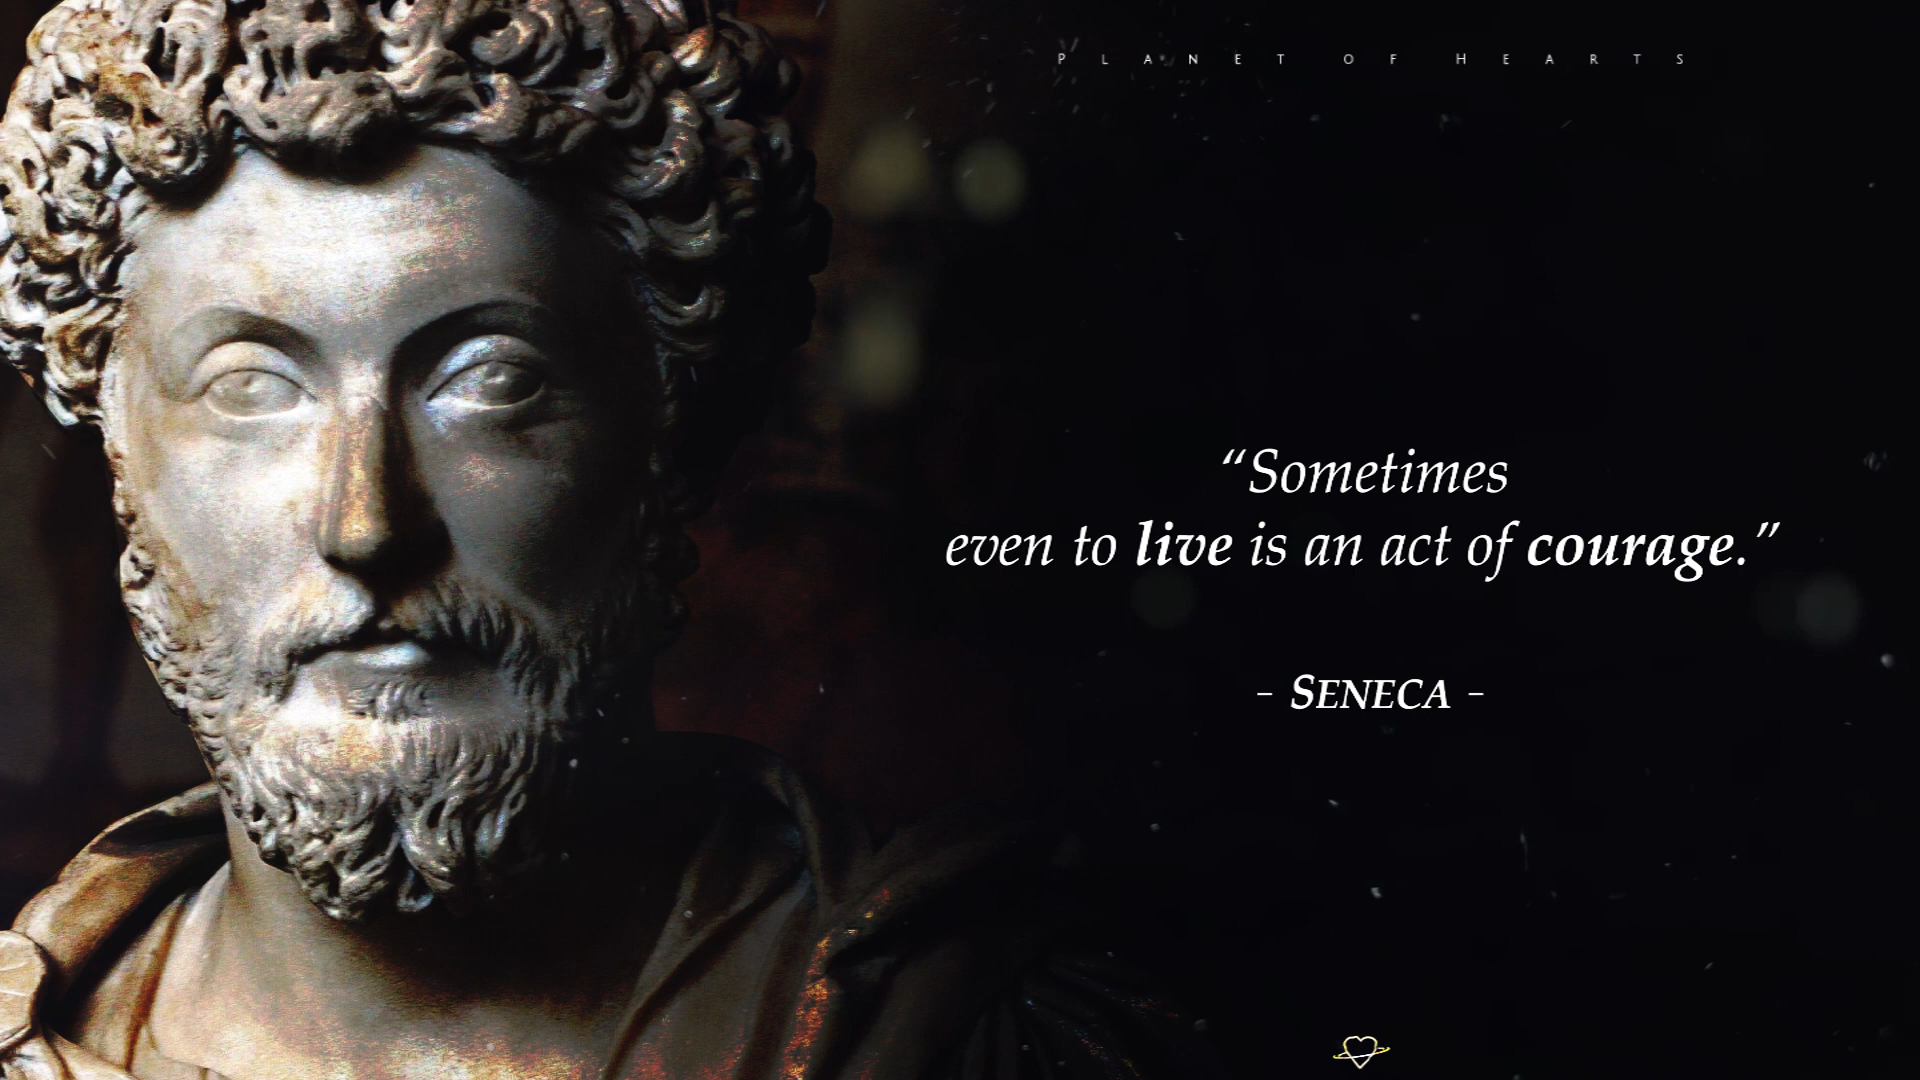 PLANET OF HEARTS
“Sometimes
even to live is an act of courage.”
- SENECA -